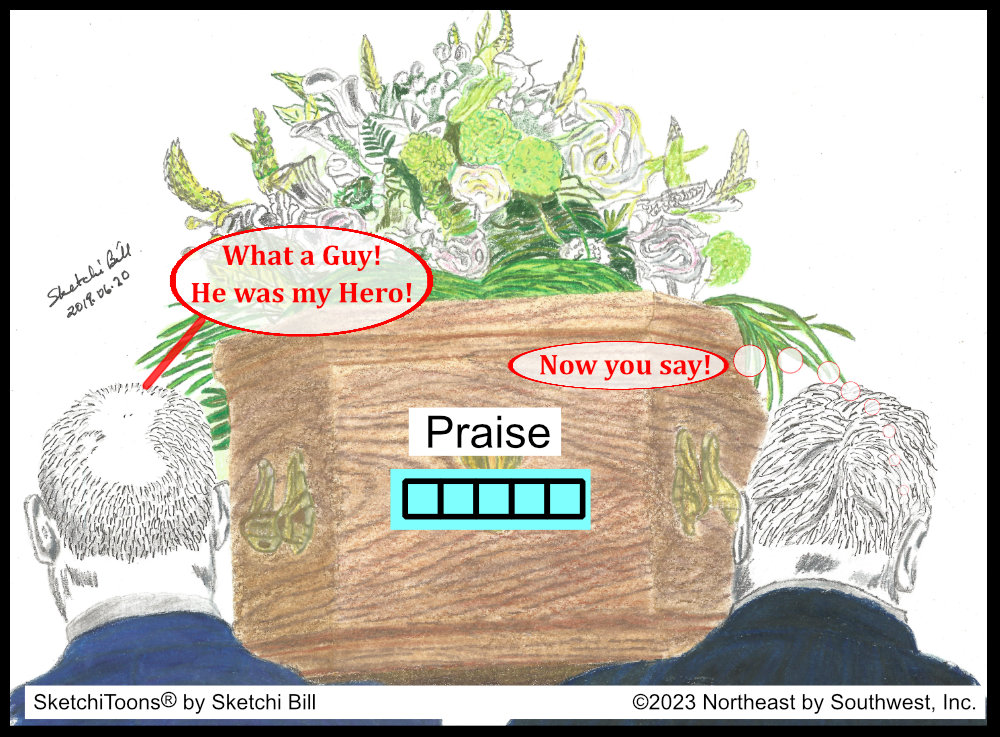 Sketchi Bill
2019.06.20
What a Guy!
He was my Hero!
Now you say!
Praise
SketchiToons® by Sketchi Bill
©2023 Northeast by Southwest, Inc.